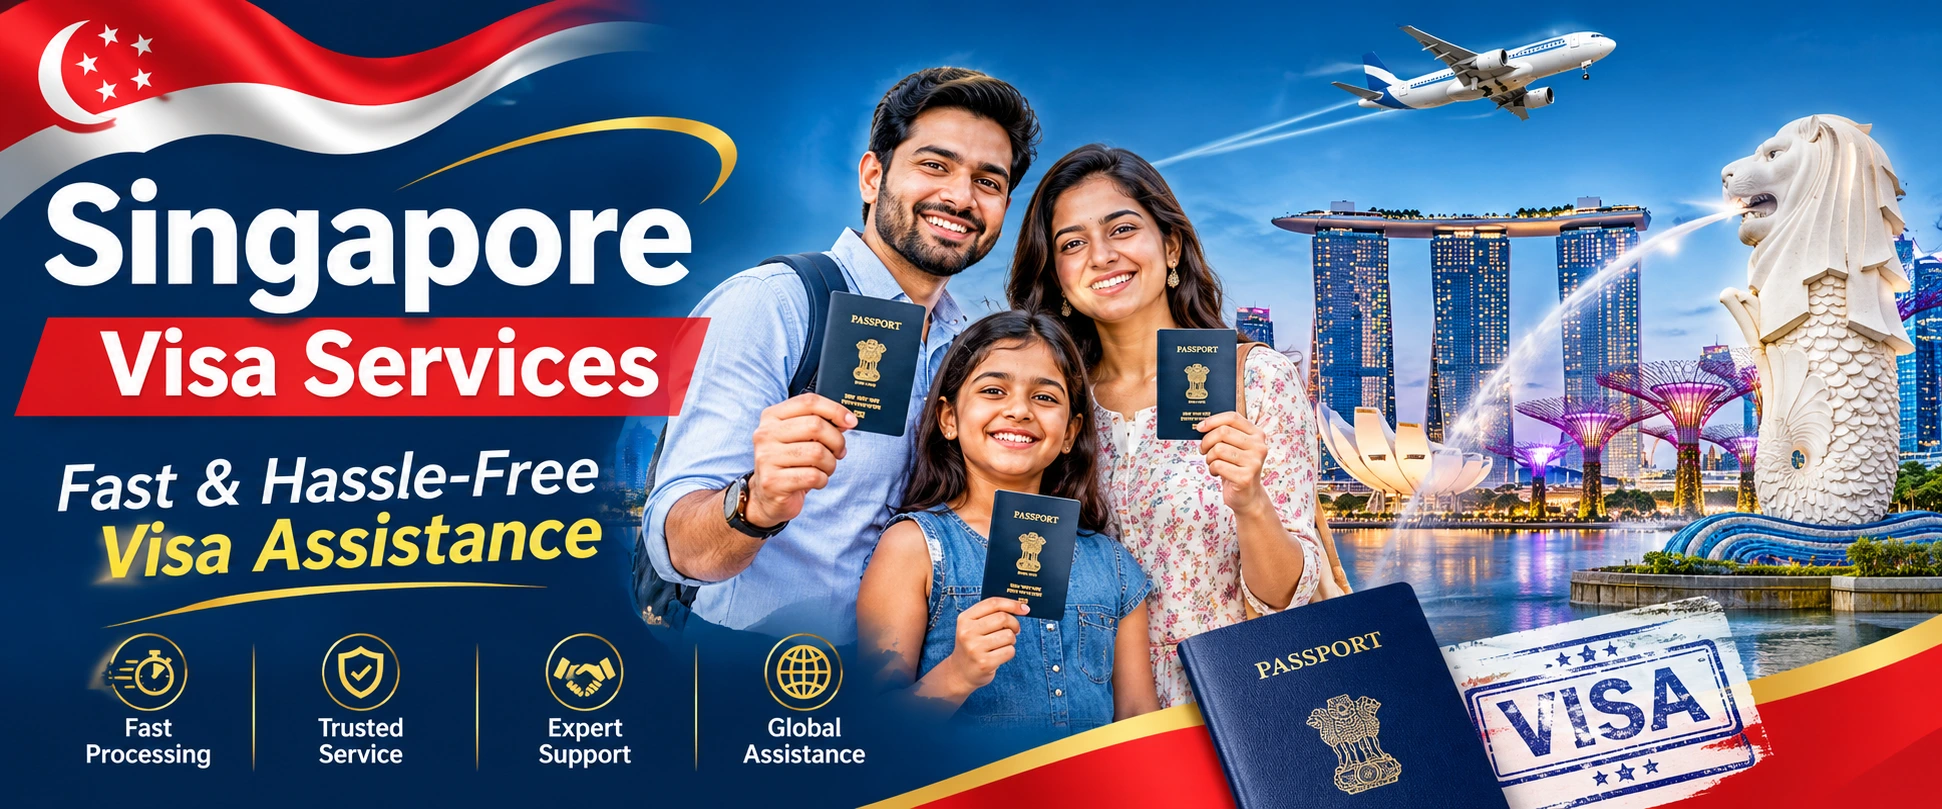 Singapore
Visa Services
Fast & Hassle-Free
Visa Assistance
Fast
Processing
Trusted
Service
Expert
Support
Global
Assistance
PASSPORT
PASSPORT
PASSPORT
PASSPORT
VISA